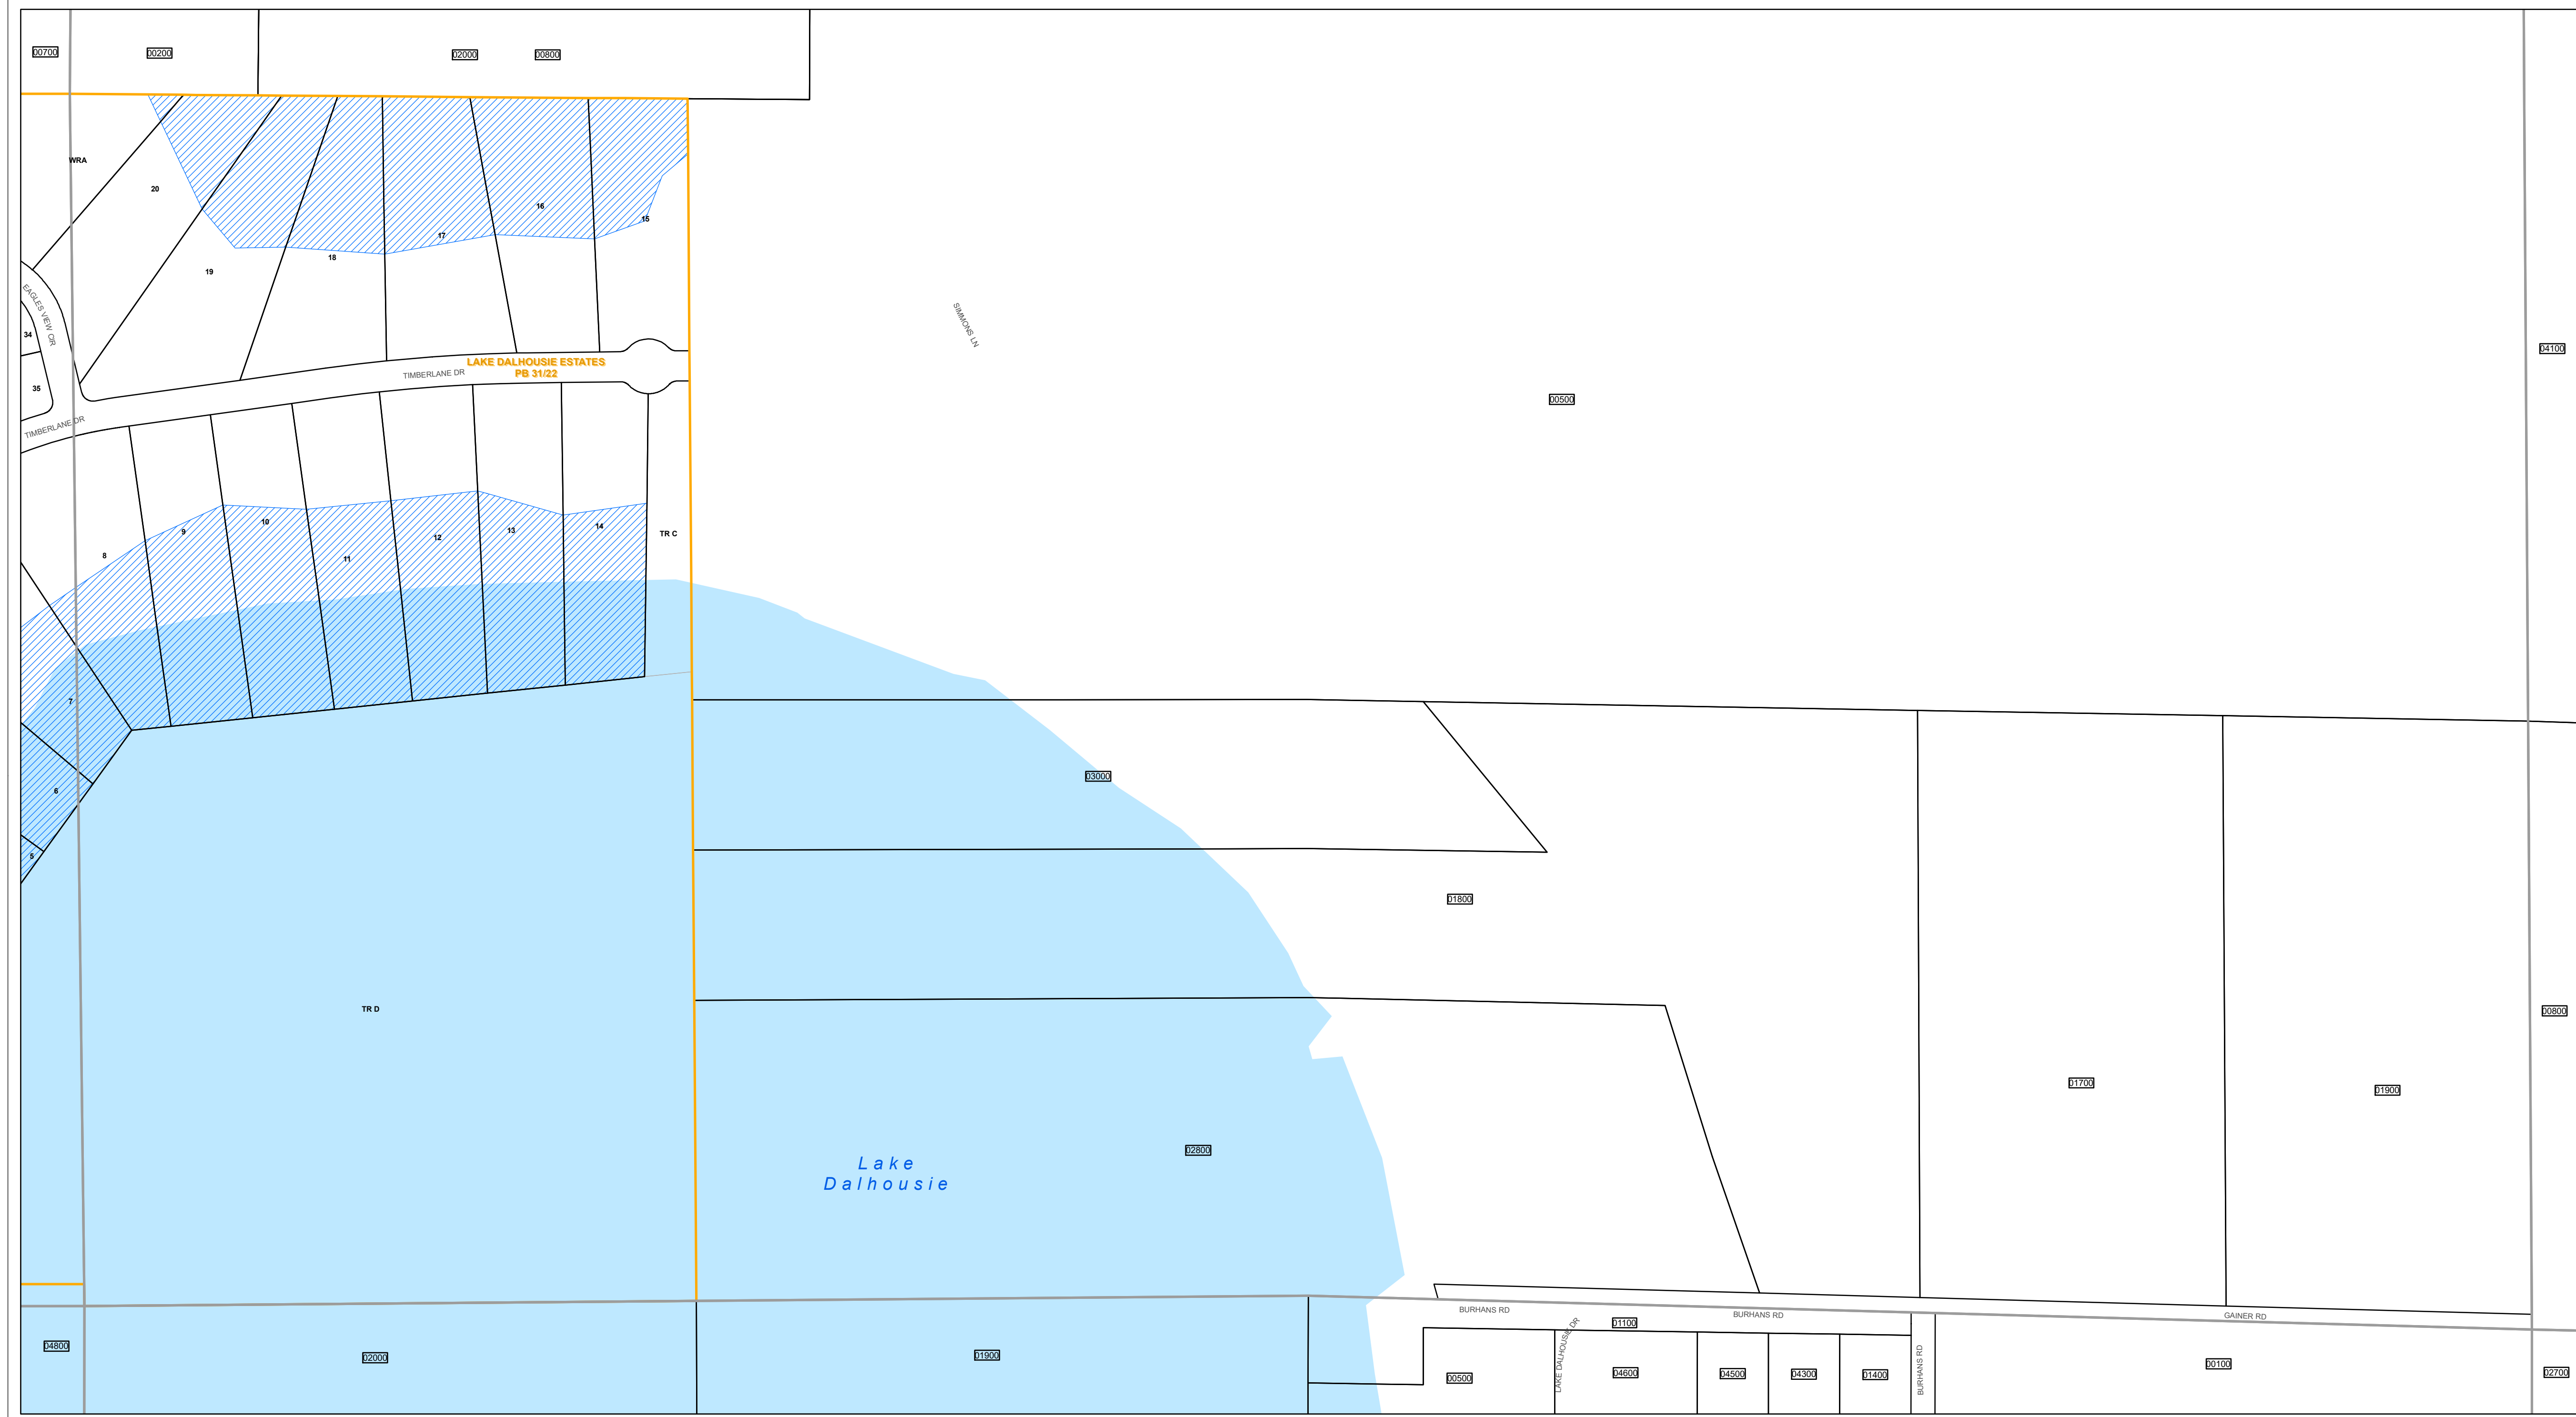 00700
00200
02000
00800
WRA
20
16
15
17
18
19
EAGLES VIEW CIR
SIMMONS LN
34
35
LAKE DALHOUSIE ESTATES
PB 31/22
TIMBERLANE DR
TIMBERLANE DR
04100
00500
8
9
10
11
12
13
14
TR C
7
6
5
03000
01800
TR D
00800
01700
01900
02800
Lake
Dalhousie
BURHANS RD
BURHANS RD
GAINER RD
01100
LAKE DALHOUSIE DR
BURHANS RD
04800
02000
01900
00500
04600
04500
04300
01400
00100
02700